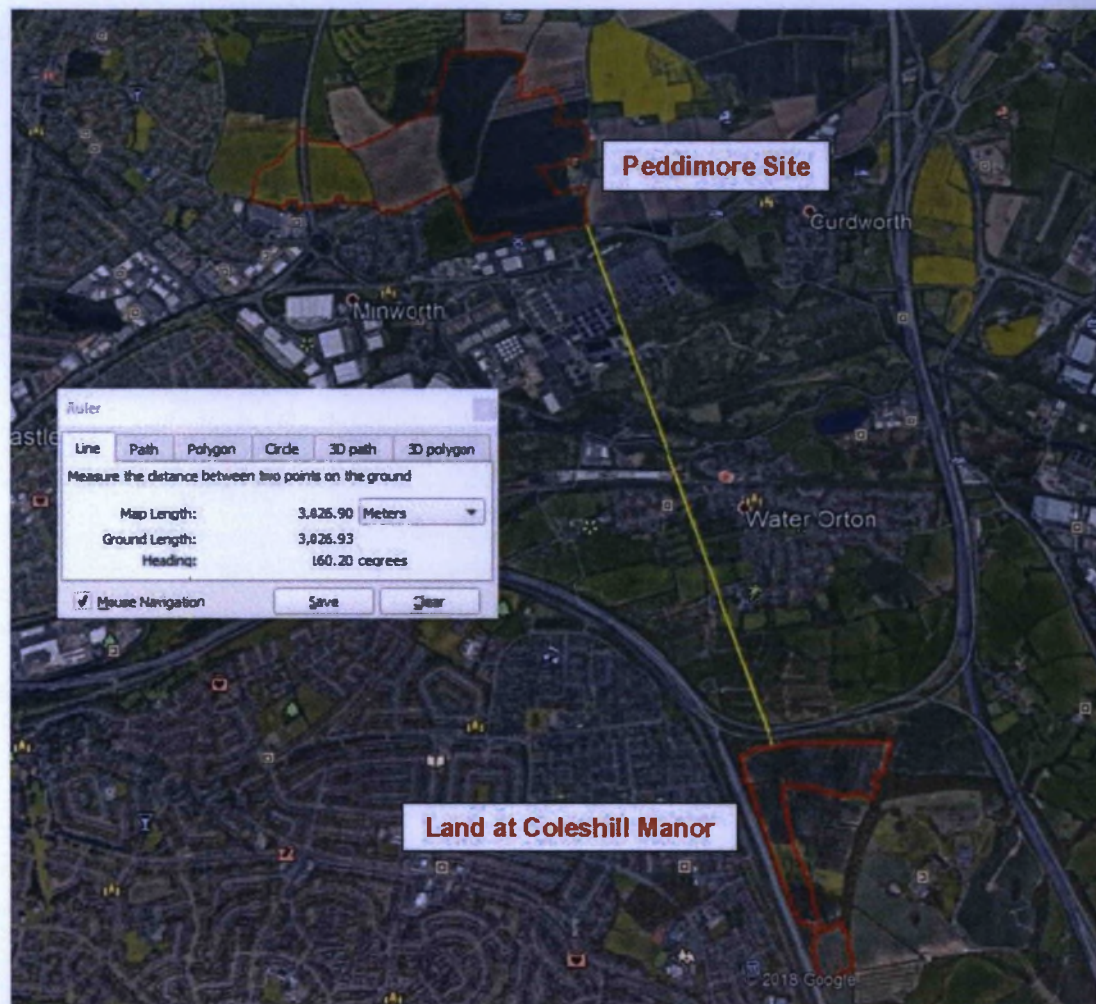 Peddimore Site
Curdworth
Minworth
Ruler
Line Path Polygon Circle 3D path 3D polygon
Measure the distance between two points on the ground
Map Length: 3,826.90 Meters
Ground Length: 3,826.93
Heading: 160.20 degrees
Mouse Navigation Save Clear
Water Orton
Land at Coleshill Manor
2018 Google